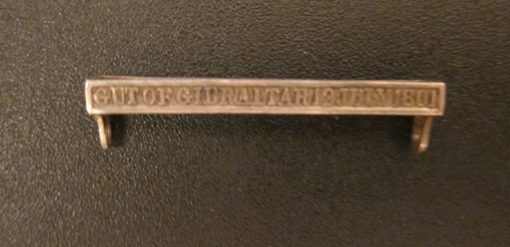 GUT OF GIBRALTAR 12 JULY 1801